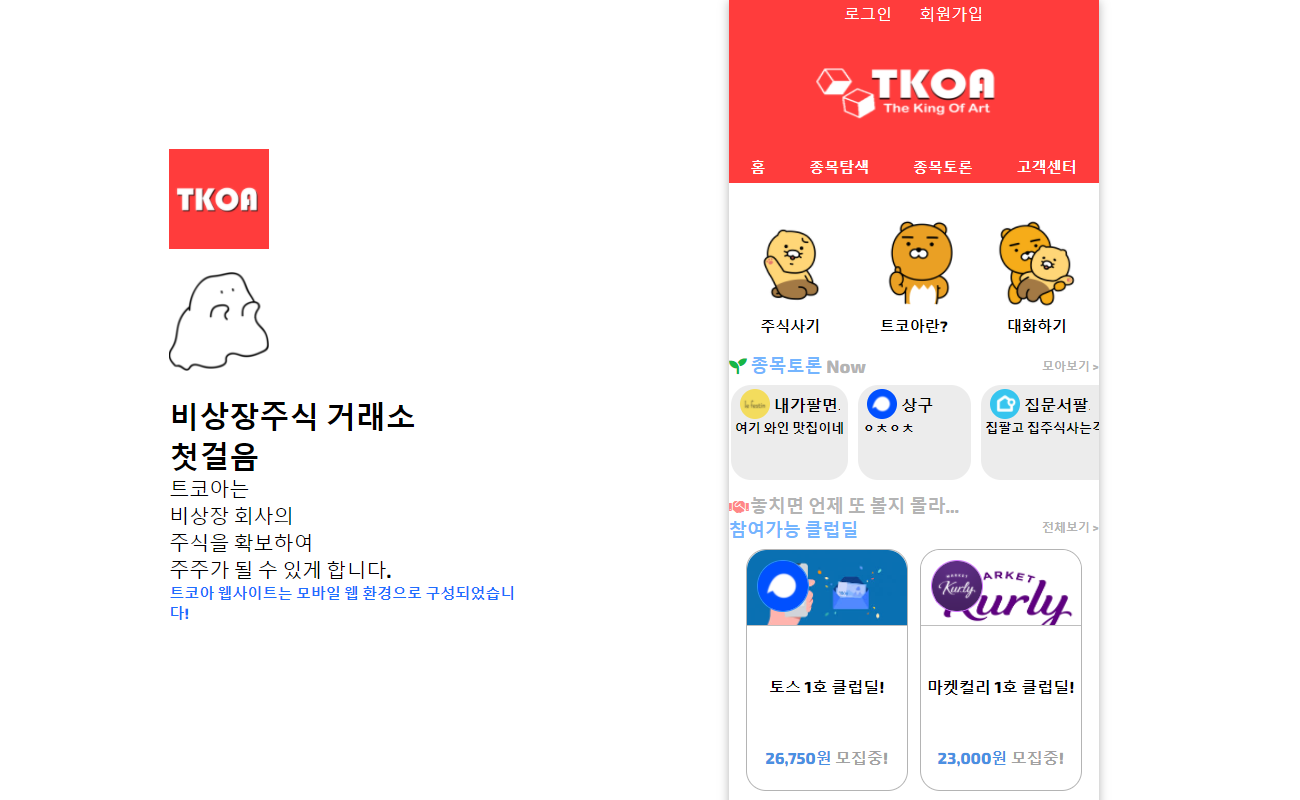 TKOA
비상장주식 거래소
첫걸음
트코아는
비상장 회사의
주식을 확보하여
주주가 될 수 있게 합니다.
트코아 웹사이트는 모바일 웹 환경으로 구성되었습니
다!
로그인 회원가입
TKOA
The King Of Art
홈 종목탐색 종목토론 고객센터
주식사기 트코아란? 대화하기
종목토론 Now 모아보기 >
내가팔면 상구 집문서팔
여기 와인 맛집이네 ㅇㅊㅇㅊ 집팔고 집주식사는
놓치면 언제 또 볼지 몰라...
참여가능 클럽딜 전체보기 >
MARKET
Kurly
ARKET
Kurly
토스 1호 클럽딜! 마켓컬리 1호 클럽딜!
26,750원 모집중! 23,000원 모집중!